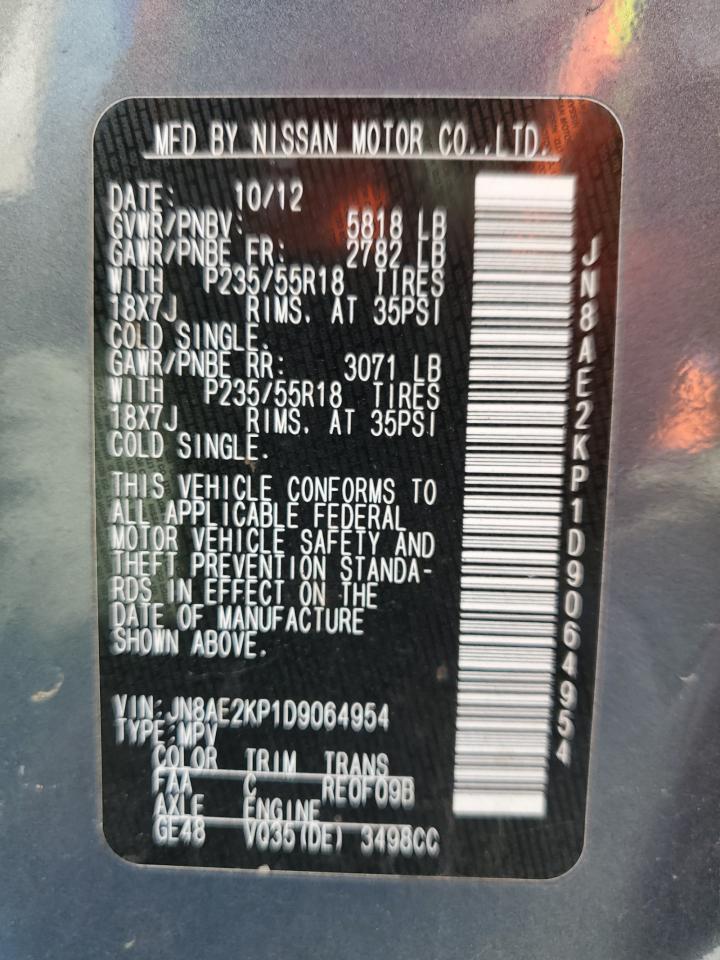 MFD BY NISSAN MOTOR CO.,LTD.
DATE: 10/12
GVWR/PNBV: 5818 LB
GAWR/PNBE FR: 2782 LB
WITH P235/55R18 TIRES
18X7J RIMS. AT 35PSI
COLD SINGLE.
GAWR/PNBE RR: 3071 LB
WITH P235/55R18 TIRES
18X7J RIMS. AT 35PSI
COLD SINGLE.
THIS VEHICLE CONFORMS TO
ALL APPLICABLE FEDERAL
MOTOR VEHICLE SAFETY AND
THEFT PREVENTION STANDA-
RDS IN EFFECT ON THE
DATE OF MANUFACTURE
SHOWN ABOVE.
VIN:JN8AE2KP1D9064954
TYPE:MPV
COLOR TRIM TRANS
FAA C RE0F09B
AXLE ENGINE
GE48 VQ35(DE) 3498CC
JN8AE2KP1D9064954